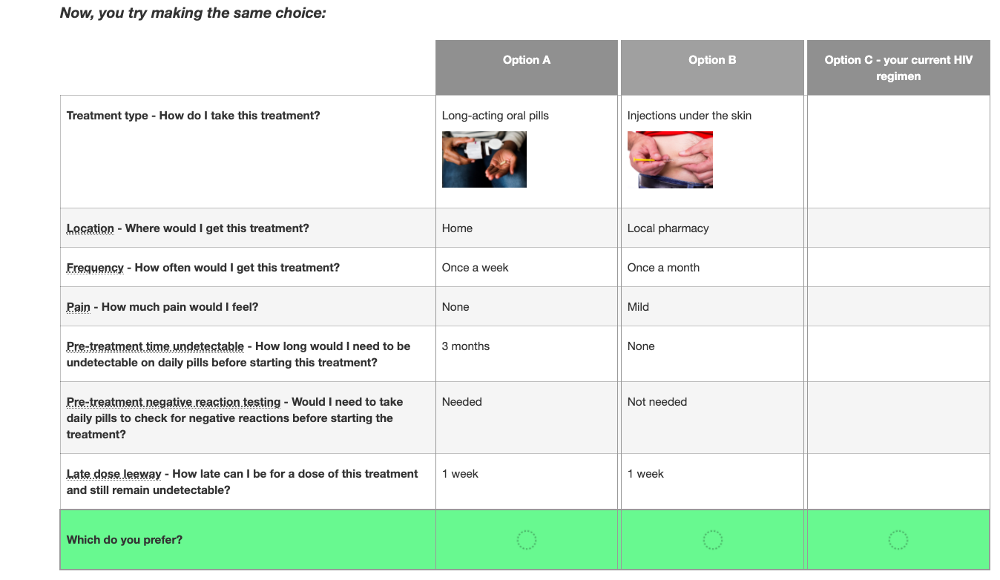 Now, you try making the same choice:
Option A
Option B
Option C - your current HIV
regimen
Treatment type - How do I take this treatment?
Long-acting oral pills
Injections under the skin
Location - Where would I get this treatment?
Home
Local pharmacy
Frequency - How often would I get this treatment?
Once a week
Once a month
Pain - How much pain would I feel?
None
Mild
Pre-treatment time undetectable - How long would I need to be
undetectable on daily pills before starting this treatment?
3 months
None
Pre-treatment negative reaction testing - Would I need to take
daily pills to check for negative reactions before starting the
treatment?
Needed
Not needed
Late dose leeway - How late can I be for a dose of this treatment
and still remain undetectable?
1 week
1 week
Which do you prefer?